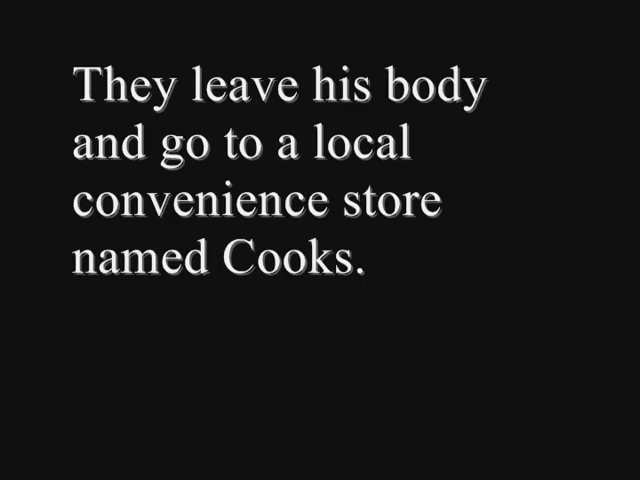 They leave his body
and go to a local
convenience store
named Cooks.